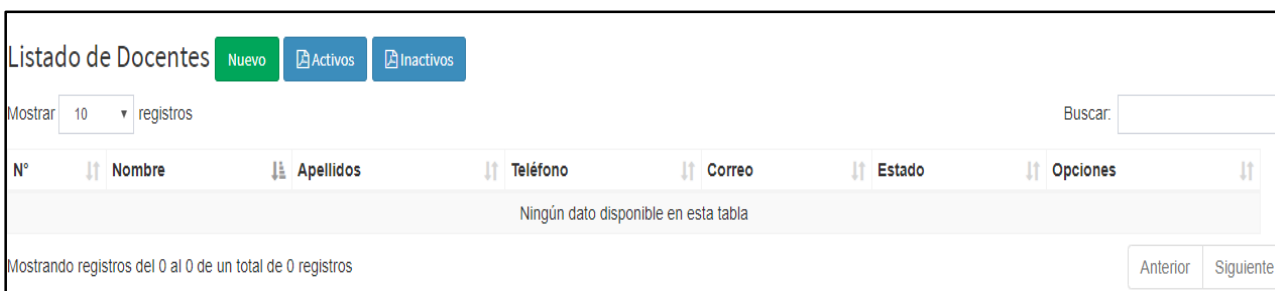 Listado de Docentes Nuevo Activos Inactivos
Mostrar 10 registros Buscar:
N° Nombre Apellidos Teléfono Correo Estado Opciones
Ningún dato disponible en esta tabla
Mostrando registros del 0 al 0 de un total de 0 registros Anterior Siguiente